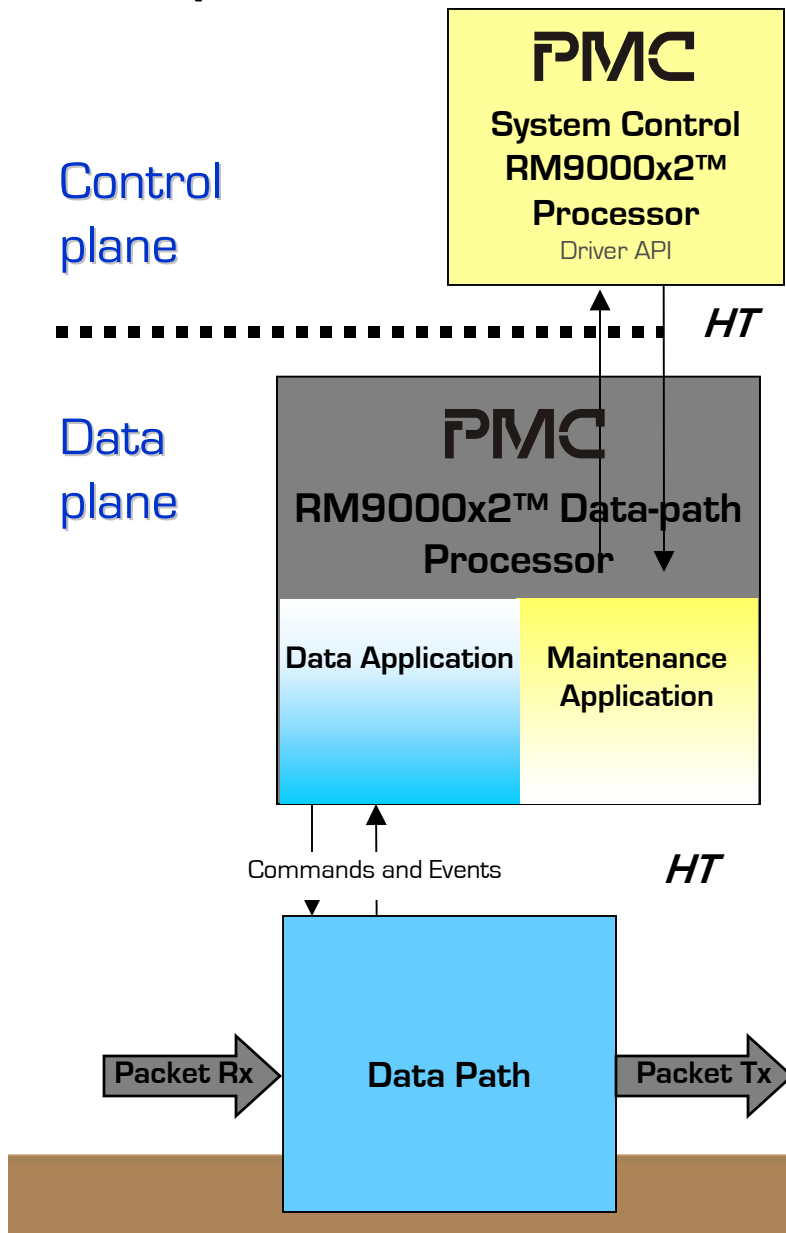 PMC
System Control
RM9000x2™
Processor
Driver API
Control
plane
HT
Data
plane
PMC
RM9000x2™ Data-path
Processor
Data Application
Maintenance
Application
Commands and Events
HT
Packet Rx
Data Path
Packet Tx